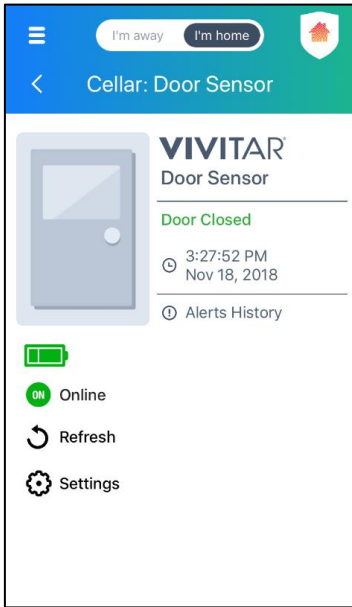 I'm away I'm home
Cellar: Door Sensor
VIVITAR
Door Sensor
Door Closed
3:27:52 PM
Nov 18, 2018
Alerts History
ON Online
Refresh
Settings